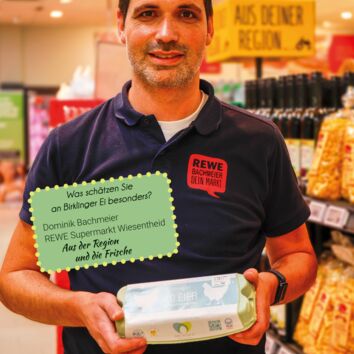 AUS DEINER
REGION
REWE
BACHMEIER
DEIN MARKT
Was schätzen Sie
an Birklinger Ei besonders?
Dominik Bachmeier
REWE Supermarkt Wiesentheid
Aus der Region
und die Frische
EIER